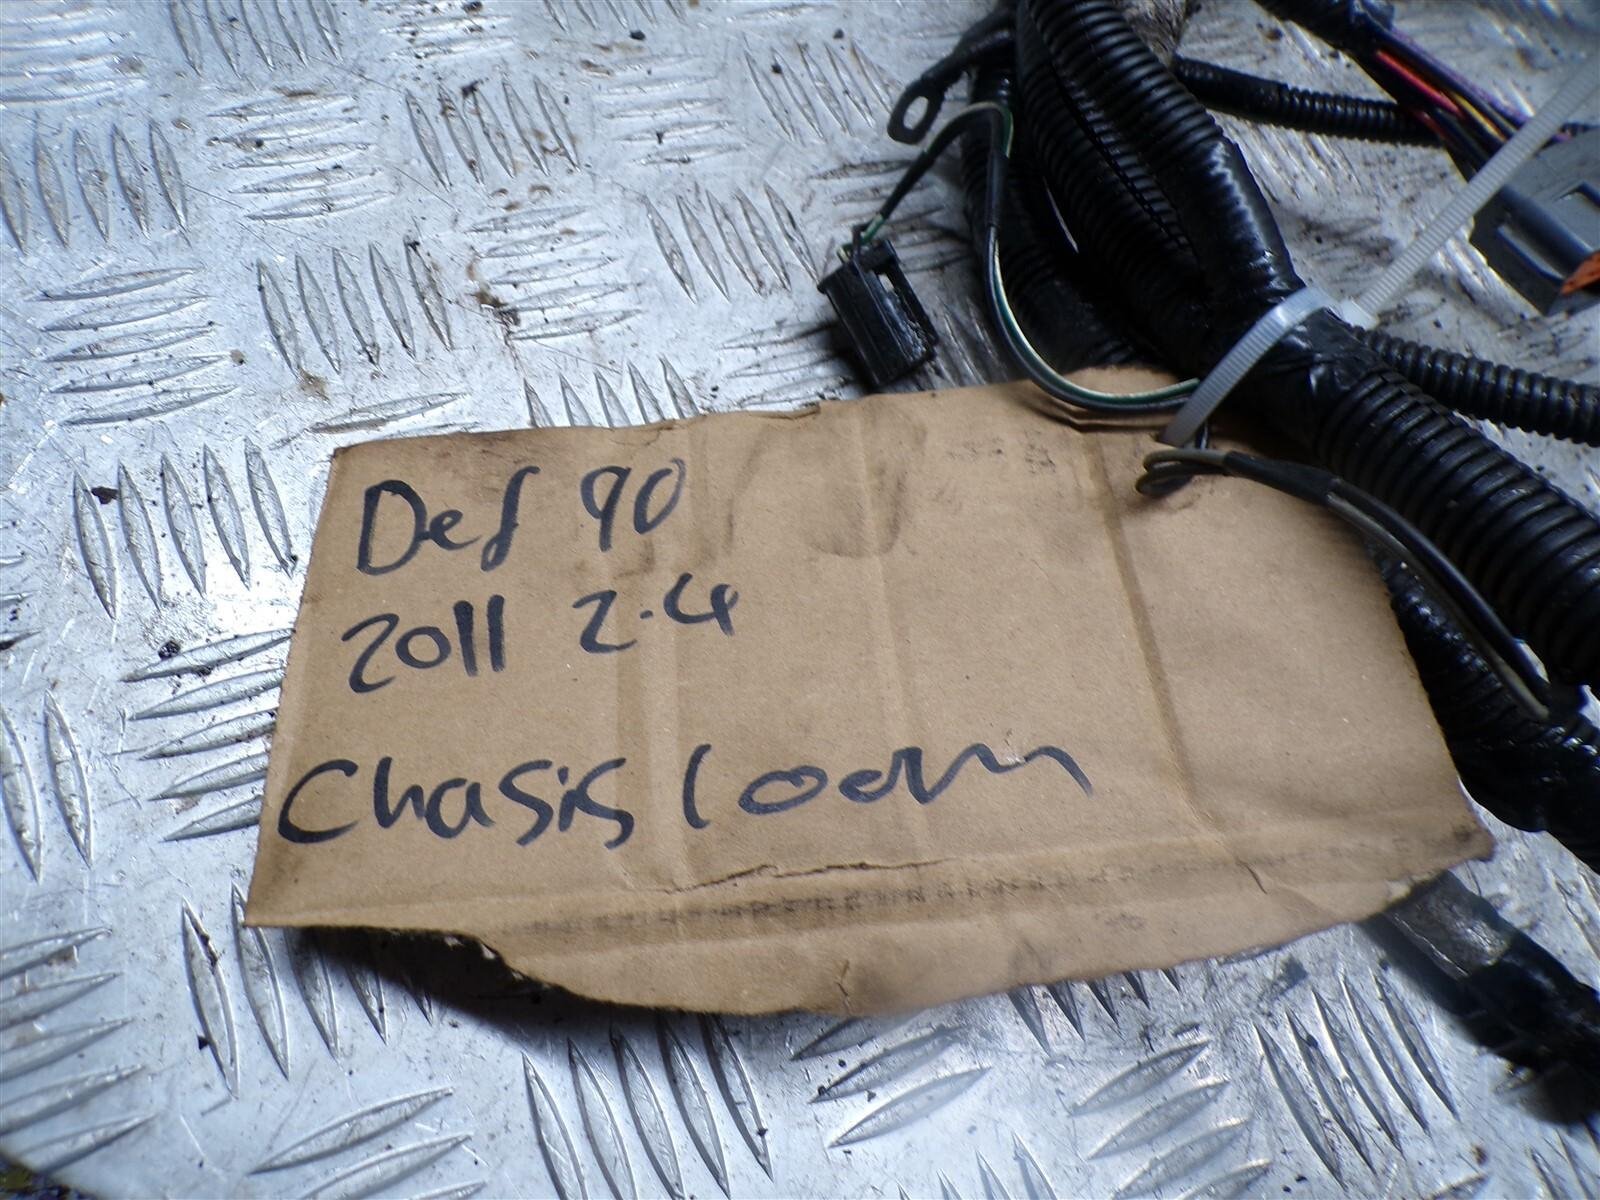 Def 90
2011 2.4
Chasis loom